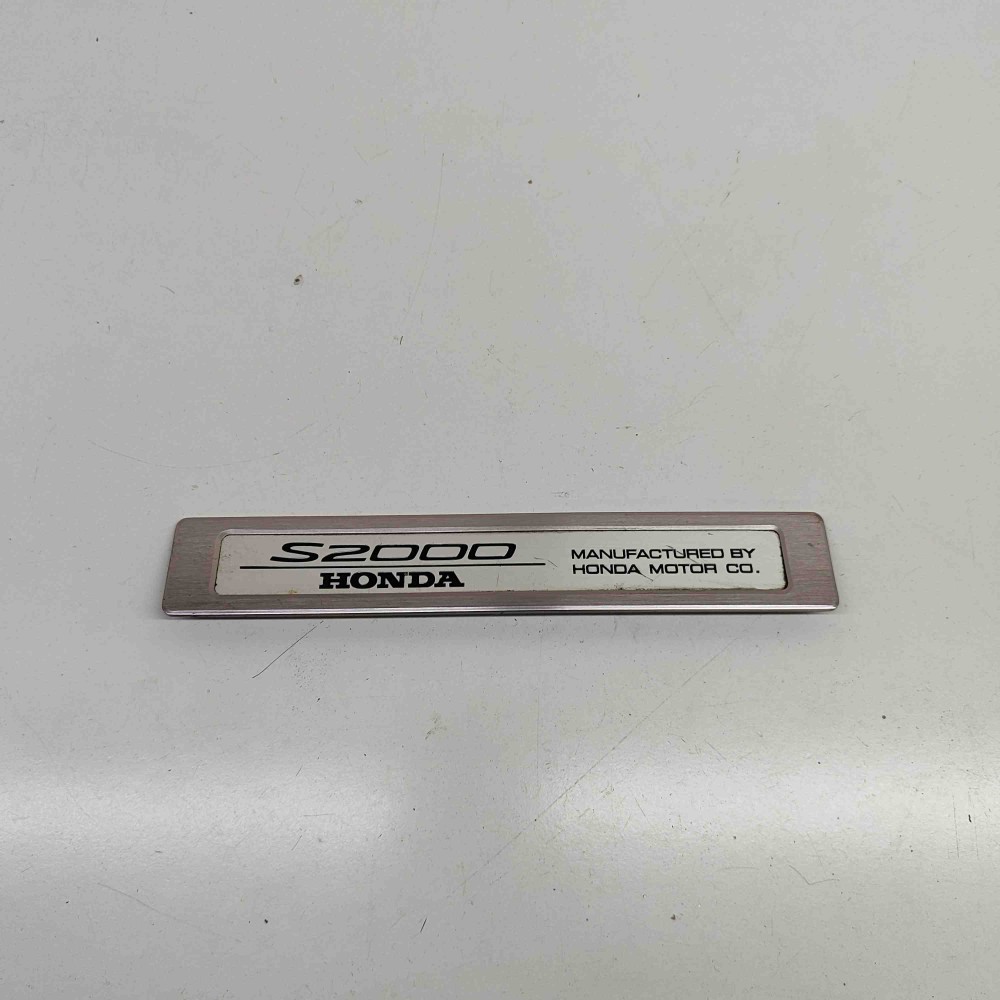 S2000
HONDA
MANUFACTURED BY
HONDA MOTOR CO.